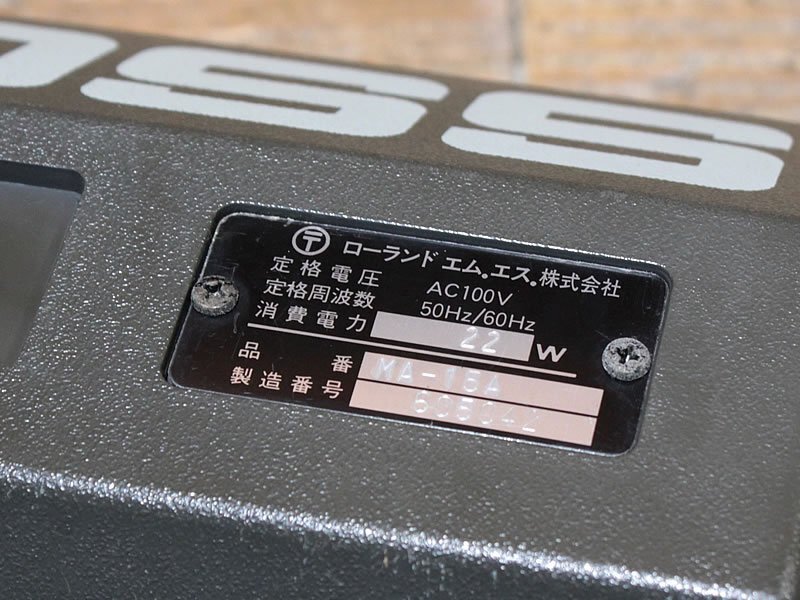 OSS
〒 ローランド エム.エス.株式会社
定格電圧 AC100V
定格周波数 50Hz/60Hz
消費電力 22 W
品 番 MA-15A
製造番号